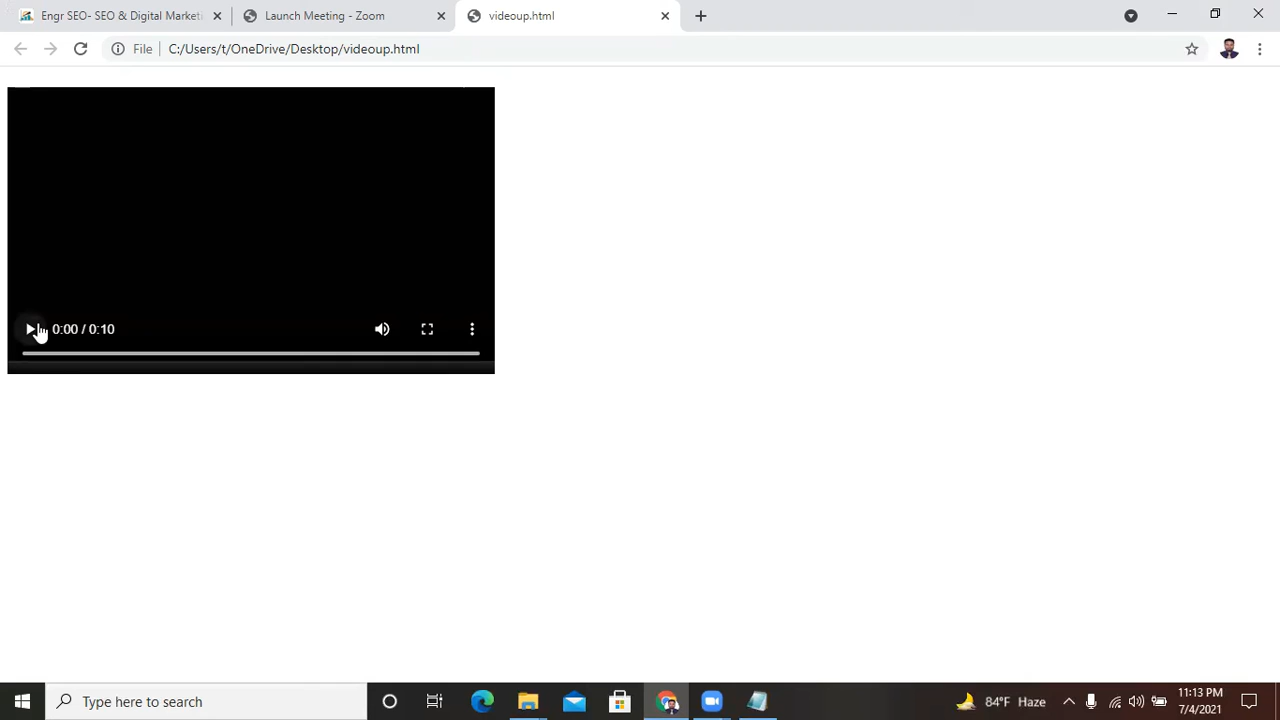 Engr SEO- SEO & Digital Marketi
Launch Meeting - Zoom
videoup.html
File
C:/Users/t/OneDrive/Desktop/videoup.html
0:00 / 0:10
Type here to search
84°F Haze
11:13 PM
7/4/2021